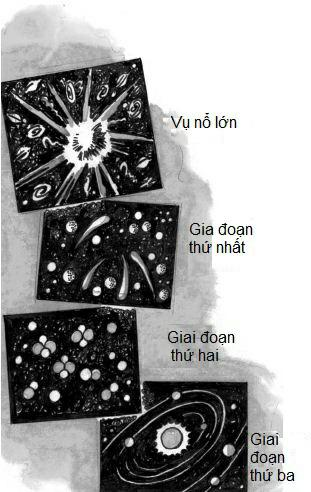 Vụ nổ lớn
Gia đoạn
thứ nhất
Giai đoạn
thứ hai
Giai
đoạn
thứ ba